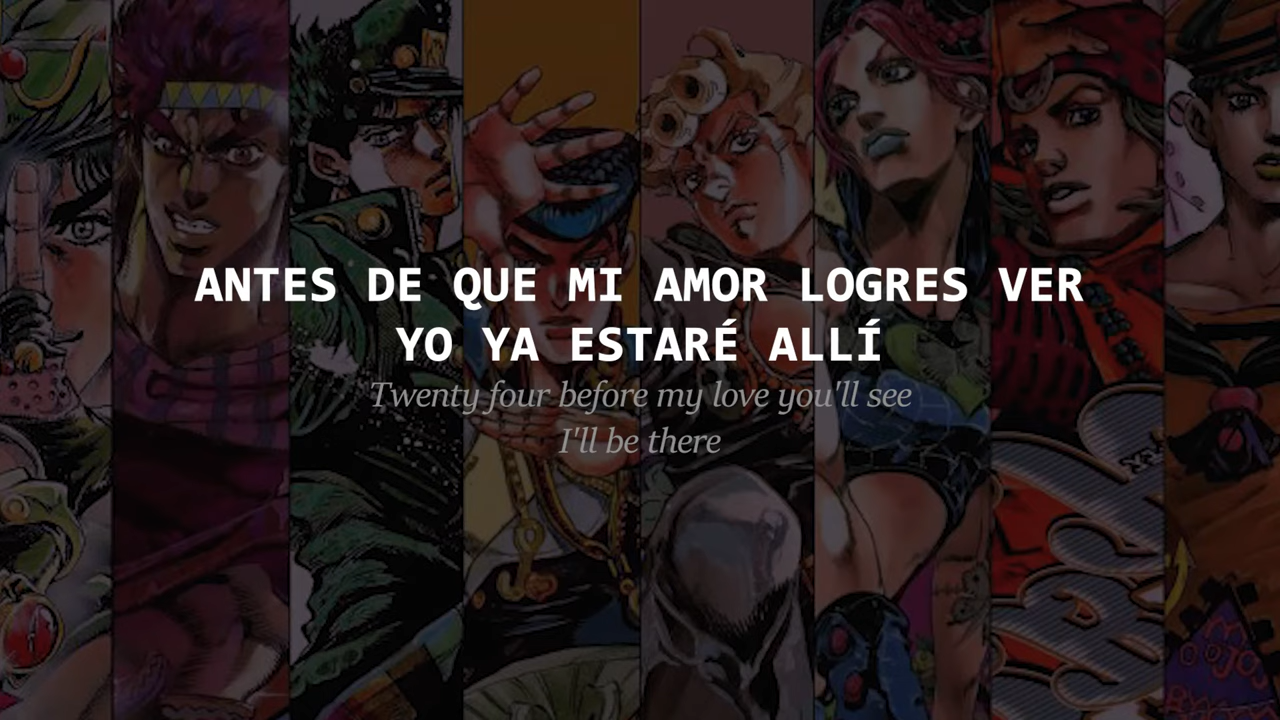 ANTES DE QUE MI AMOR LOGRES VER
YO YA ESTARÉ ALLÍ
Twenty four before my love you'll see
I'll be there